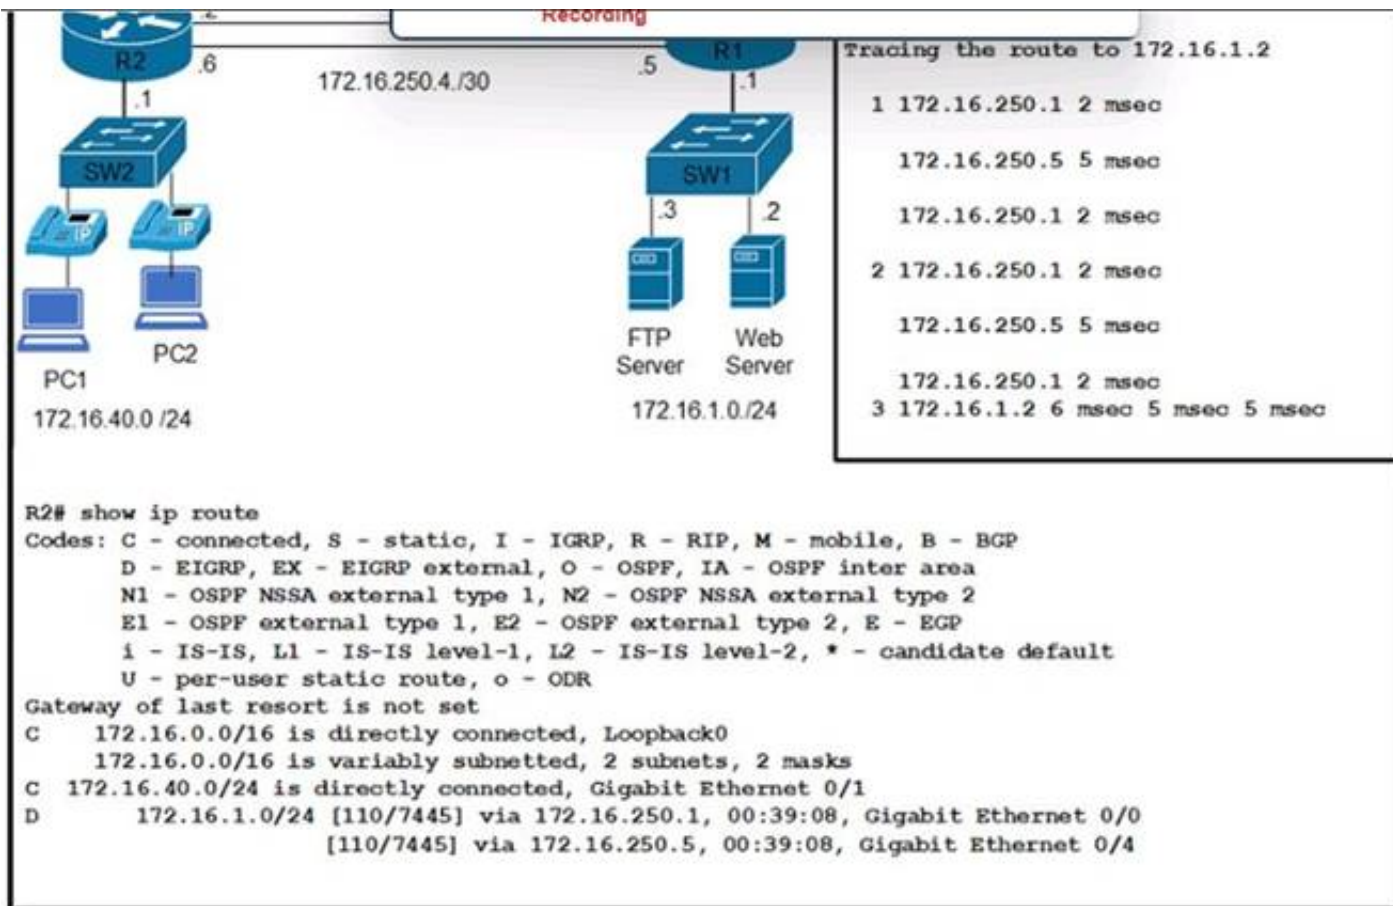 Recording
R2
.6
172.16.250.4./30
.5
R1
.1
.1
SW2
SW1
.3
.2
IP
IP
FTP
Server
Web
Server
PC2
PC1
172.16.40.0 /24
172.16.1.0./24
Tracing the route to 172.16.1.2
1 172.16.250.1 2 msec
172.16.250.5 5 msec
172.16.250.1 2 msec
2 172.16.250.1 2 msec
172.16.250.5 5 msec
172.16.250.1 2 msec
3 172.16.1.2 6 msec 5 msec 5 msec
R2# show ip route
Codes: C - connected, S - static, I - IGRP, R - RIP, M - mobile, B - BGP
D - EIGRP, EX - EIGRP external, O - OSPF, IA - OSPF inter area
N1 - OSPF NSSA external type 1, N2 - OSPF NSSA external type 2
E1 - OSPF external type 1, E2 - OSPF external type 2, E - EGP
i - IS-IS, L1 - IS-IS level-1, L2 - IS-IS level-2, * - candidate default
U - per-user static route, o - ODR
Gateway of last resort is not set
C 172.16.0.0/16 is directly connected, Loopback0
172.16.0.0/16 is variably subnetted, 2 subnets, 2 masks
C 172.16.40.0/24 is directly connected, Gigabit Ethernet 0/1
D 172.16.1.0/24 [110/7445] via 172.16.250.1, 00:39:08, Gigabit Ethernet 0/0
[110/7445] via 172.16.250.5, 00:39:08, Gigabit Ethernet 0/4